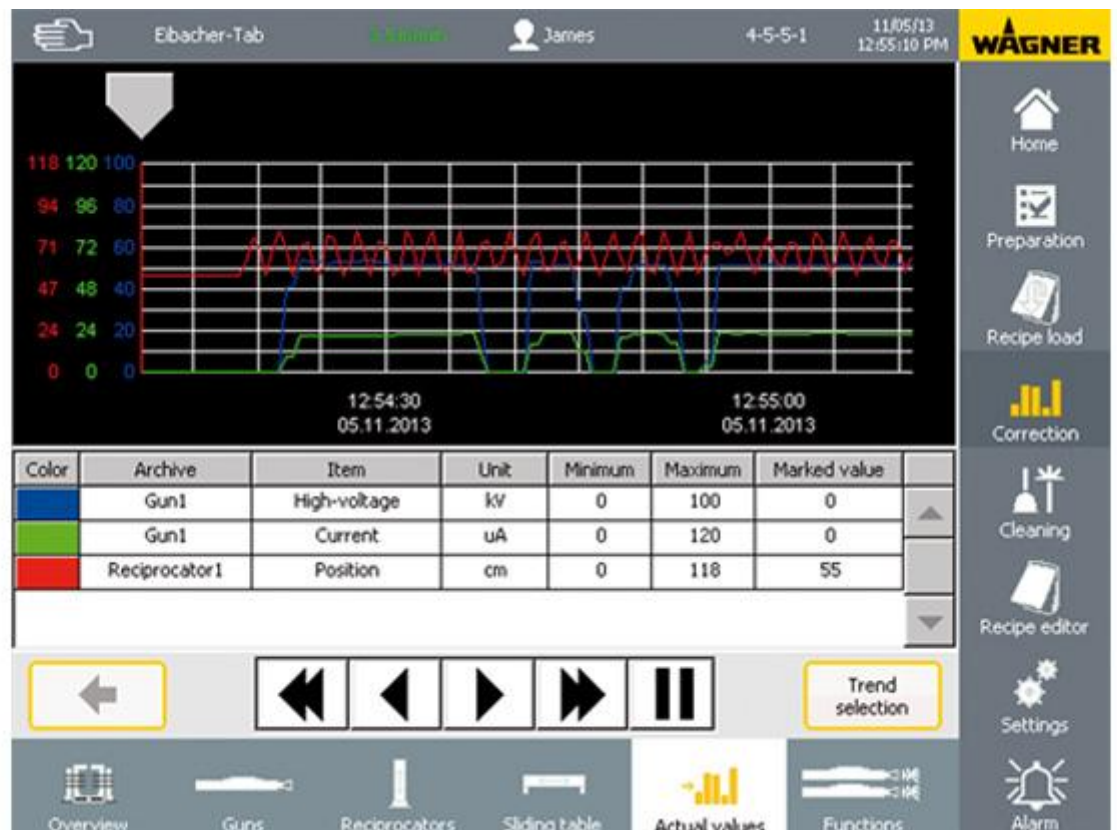 Eibacher-Tab
James
4-5-5-1
11/05/13
12:55:10 PM
WAGNER
118 120 100
94 96 80
71 72 60
47 48 40
24 24 20
0 0 0
12:54:30
05.11.2013
12:55:00
05.11.2013
Color Archive Item Unit Minimum Maximum Marked value
Gun1 High-voltage kV 0 100 0
Gun1 Current uA 0 120 0
Reciprocator1 Position cm 0 118 55
Trend
selection
Overview Guns Reciprocators Sliding table Actual values Functions
Home
Preparation
Recipe load
Correction
Cleaning
Recipe editor
Settings
Alarm